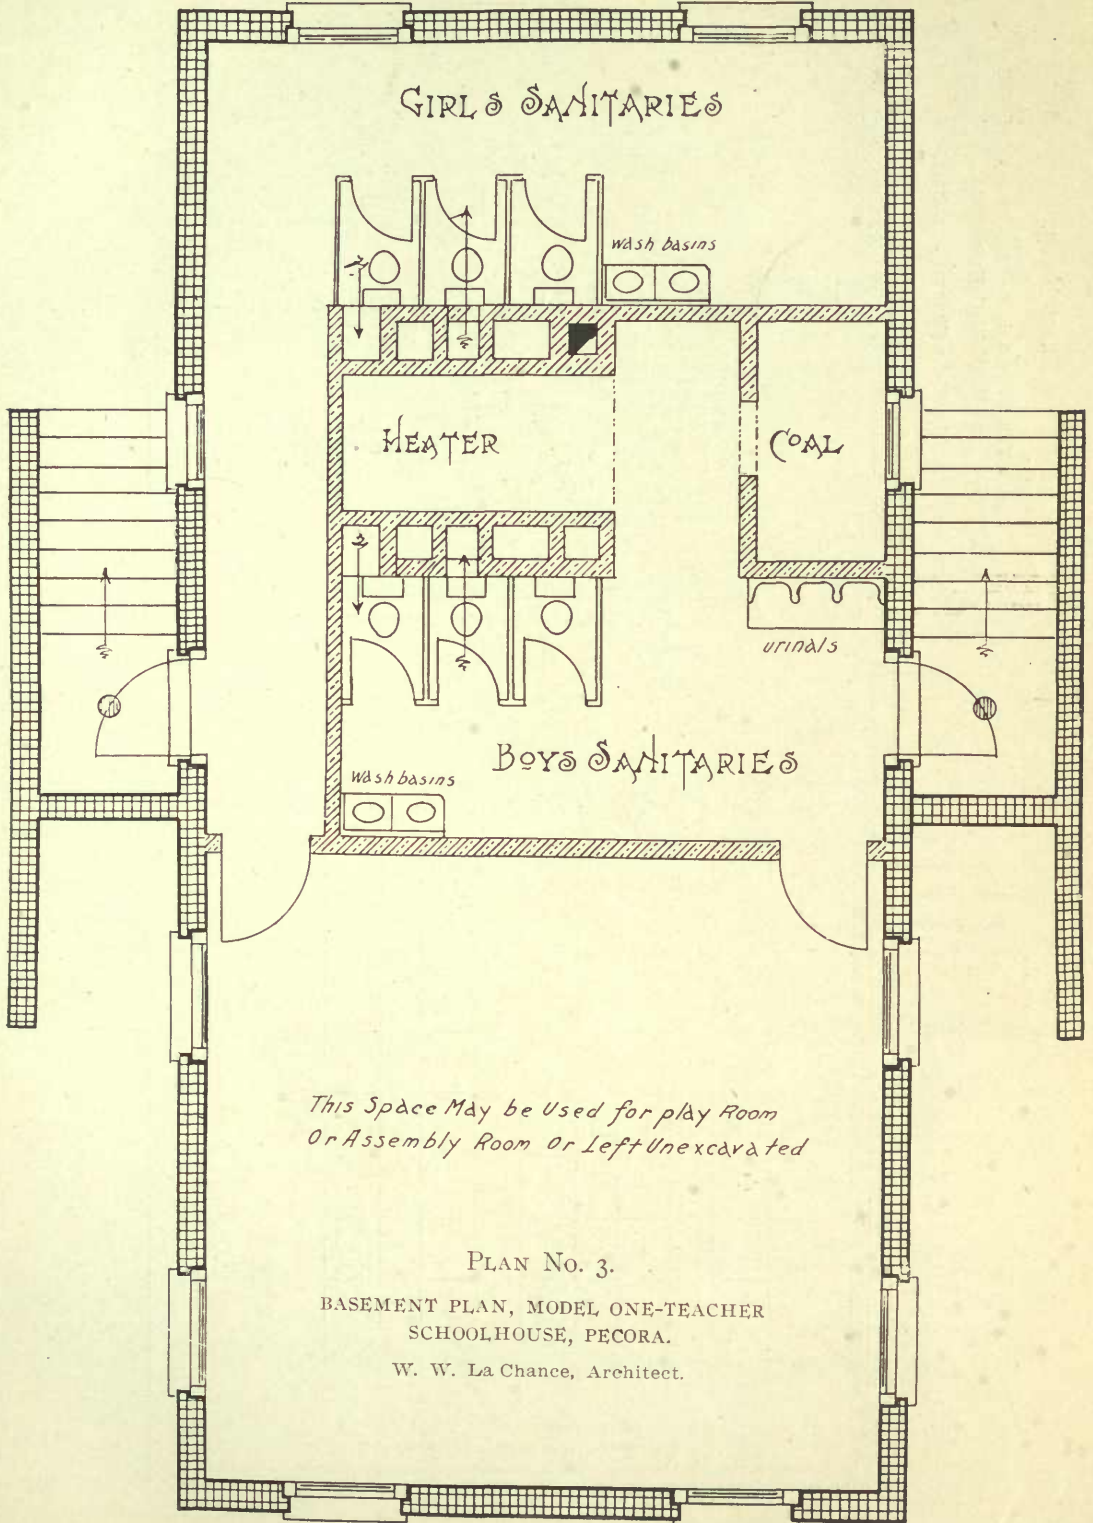 GIRLS SANITARIES
wash basins
HEATER
COAL
urinals
BOYS SANITARIES
wash basins
This Space May be Used for play Room
Or Assembly Room or Left Unexcavated
PLAN No. 3.
BASEMENT PLAN, MODEL ONE-TEACHER
SCHOOLHOUSE, PECORA.
W. W. La Chance, Architect.